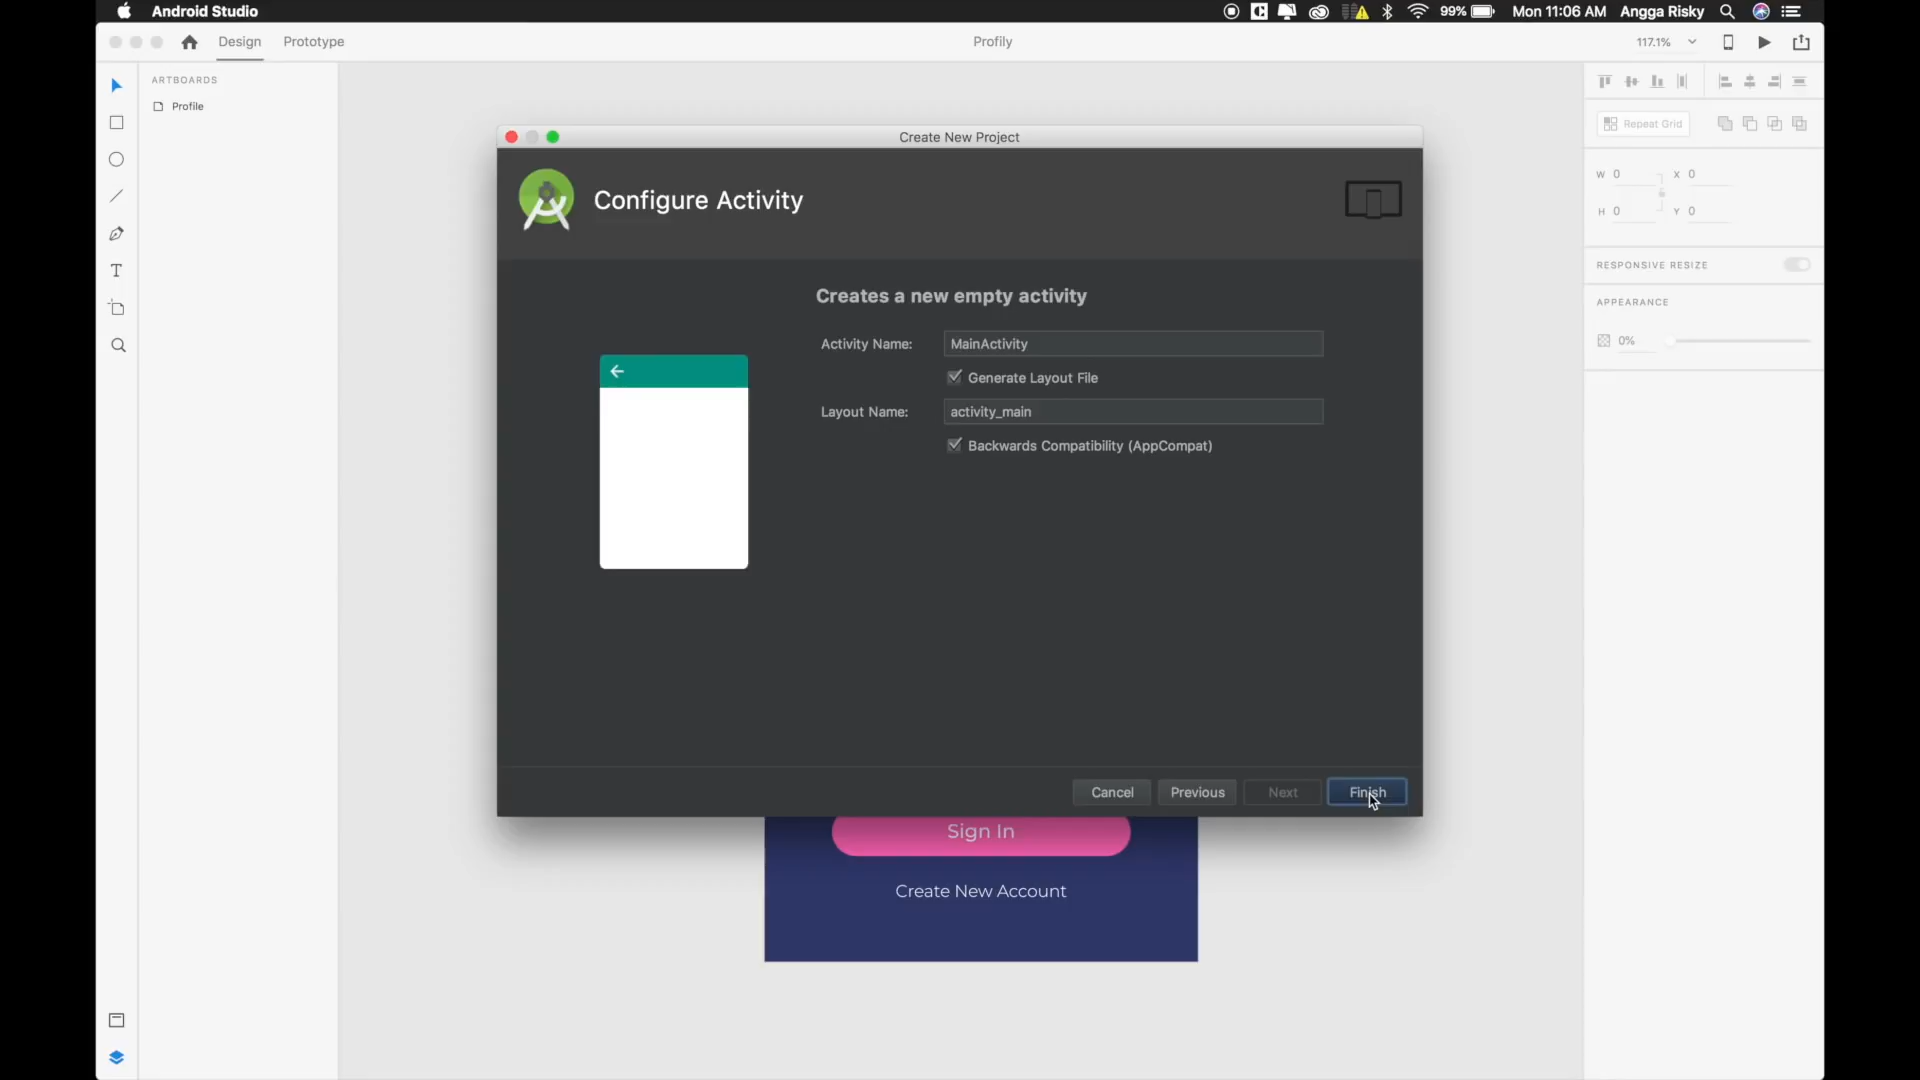 Android Studio
99%
Mon 11:06 AM
Angga Risky
Design
Prototype
Profily
117.1%
ARTBOARDS
Profile
Create New Project
Configure Activity
Creates a new empty activity
Activity Name:
MainActivity
Generate Layout File
Layout Name:
activity_main
Backwards Compatibility (AppCompat)
Cancel
Previous
Next
Finish
Sign In
Create New Account
Repeat Grid
W 0
X 0
H 0
Y 0
RESPONSIVE RESIZE
APPEARANCE
0%